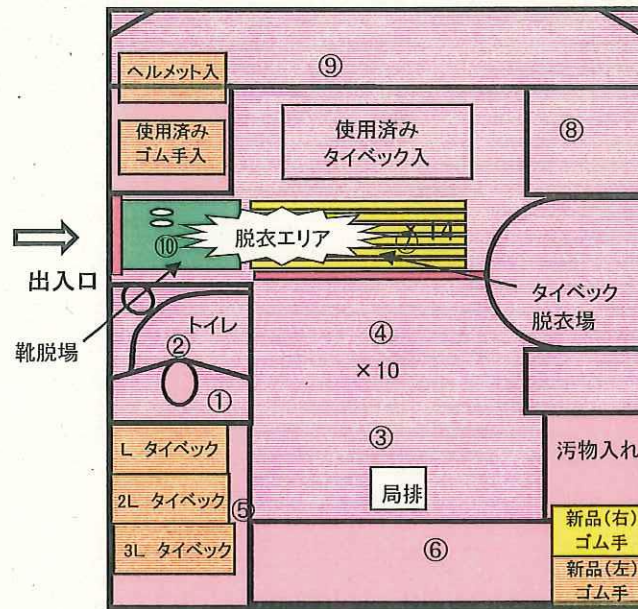 ⑨
ヘルメット入
使用済み
ゴム手入
使用済み
タイベック入
⑧
出入口
⑩
脱衣エリア
× 14
靴脱場
タイベック
脱衣場
トイレ
②
①
④
×10
③
局排
L タイベック
2L タイベック
3L タイベック
⑤
⑥
汚物入れ
新品(右)
ゴム手
新品(左)
ゴム手